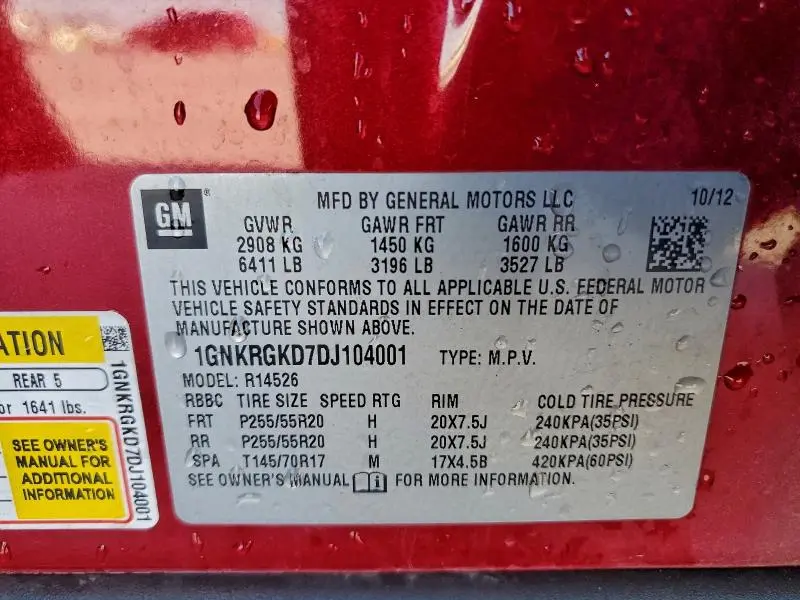 GM
®
MFD BY GENERAL MOTORS LLC 10/12
GVWR GAWR FRT GAWR RR
2908 KG 1450 KG 1600 KG
6411 LB 3196 LB 3527 LB
THIS VEHICLE CONFORMS TO ALL APPLICABLE U.S. FEDERAL MOTOR
VEHICLE SAFETY STANDARDS IN EFFECT ON THE DATE OF
MANUFACTURE SHOWN ABOVE.
1GNKRGKD7DJ104001 TYPE: M.P.V.
MODEL: R14526
RBBC TIRE SIZE SPEED RTG RIM COLD TIRE PRESSURE
FRT P255/55R20 H 20X7.5J 240KPA(35PSI)
RR P255/55R20 H 20X7.5J 240KPA(35PSI)
SPA T145/70R17 M 17X4.5B 420KPA(60PSI)
SEE OWNER'S MANUAL FOR MORE INFORMATION.
ATION
REAR 5
or 1641 lbs.
SEE OWNER'S
MANUAL FOR
ADDITIONAL
INFORMATION
1GNKRGKD7DJ104001